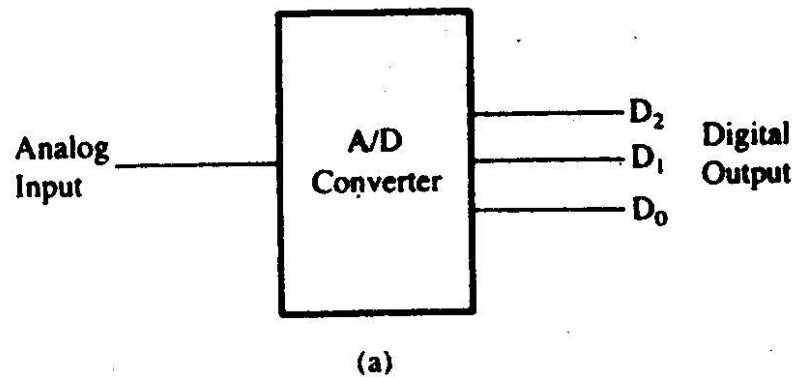 Analog
Input
A/D
Converter
D₂
D₁
D₀
Digital
Output
(a)